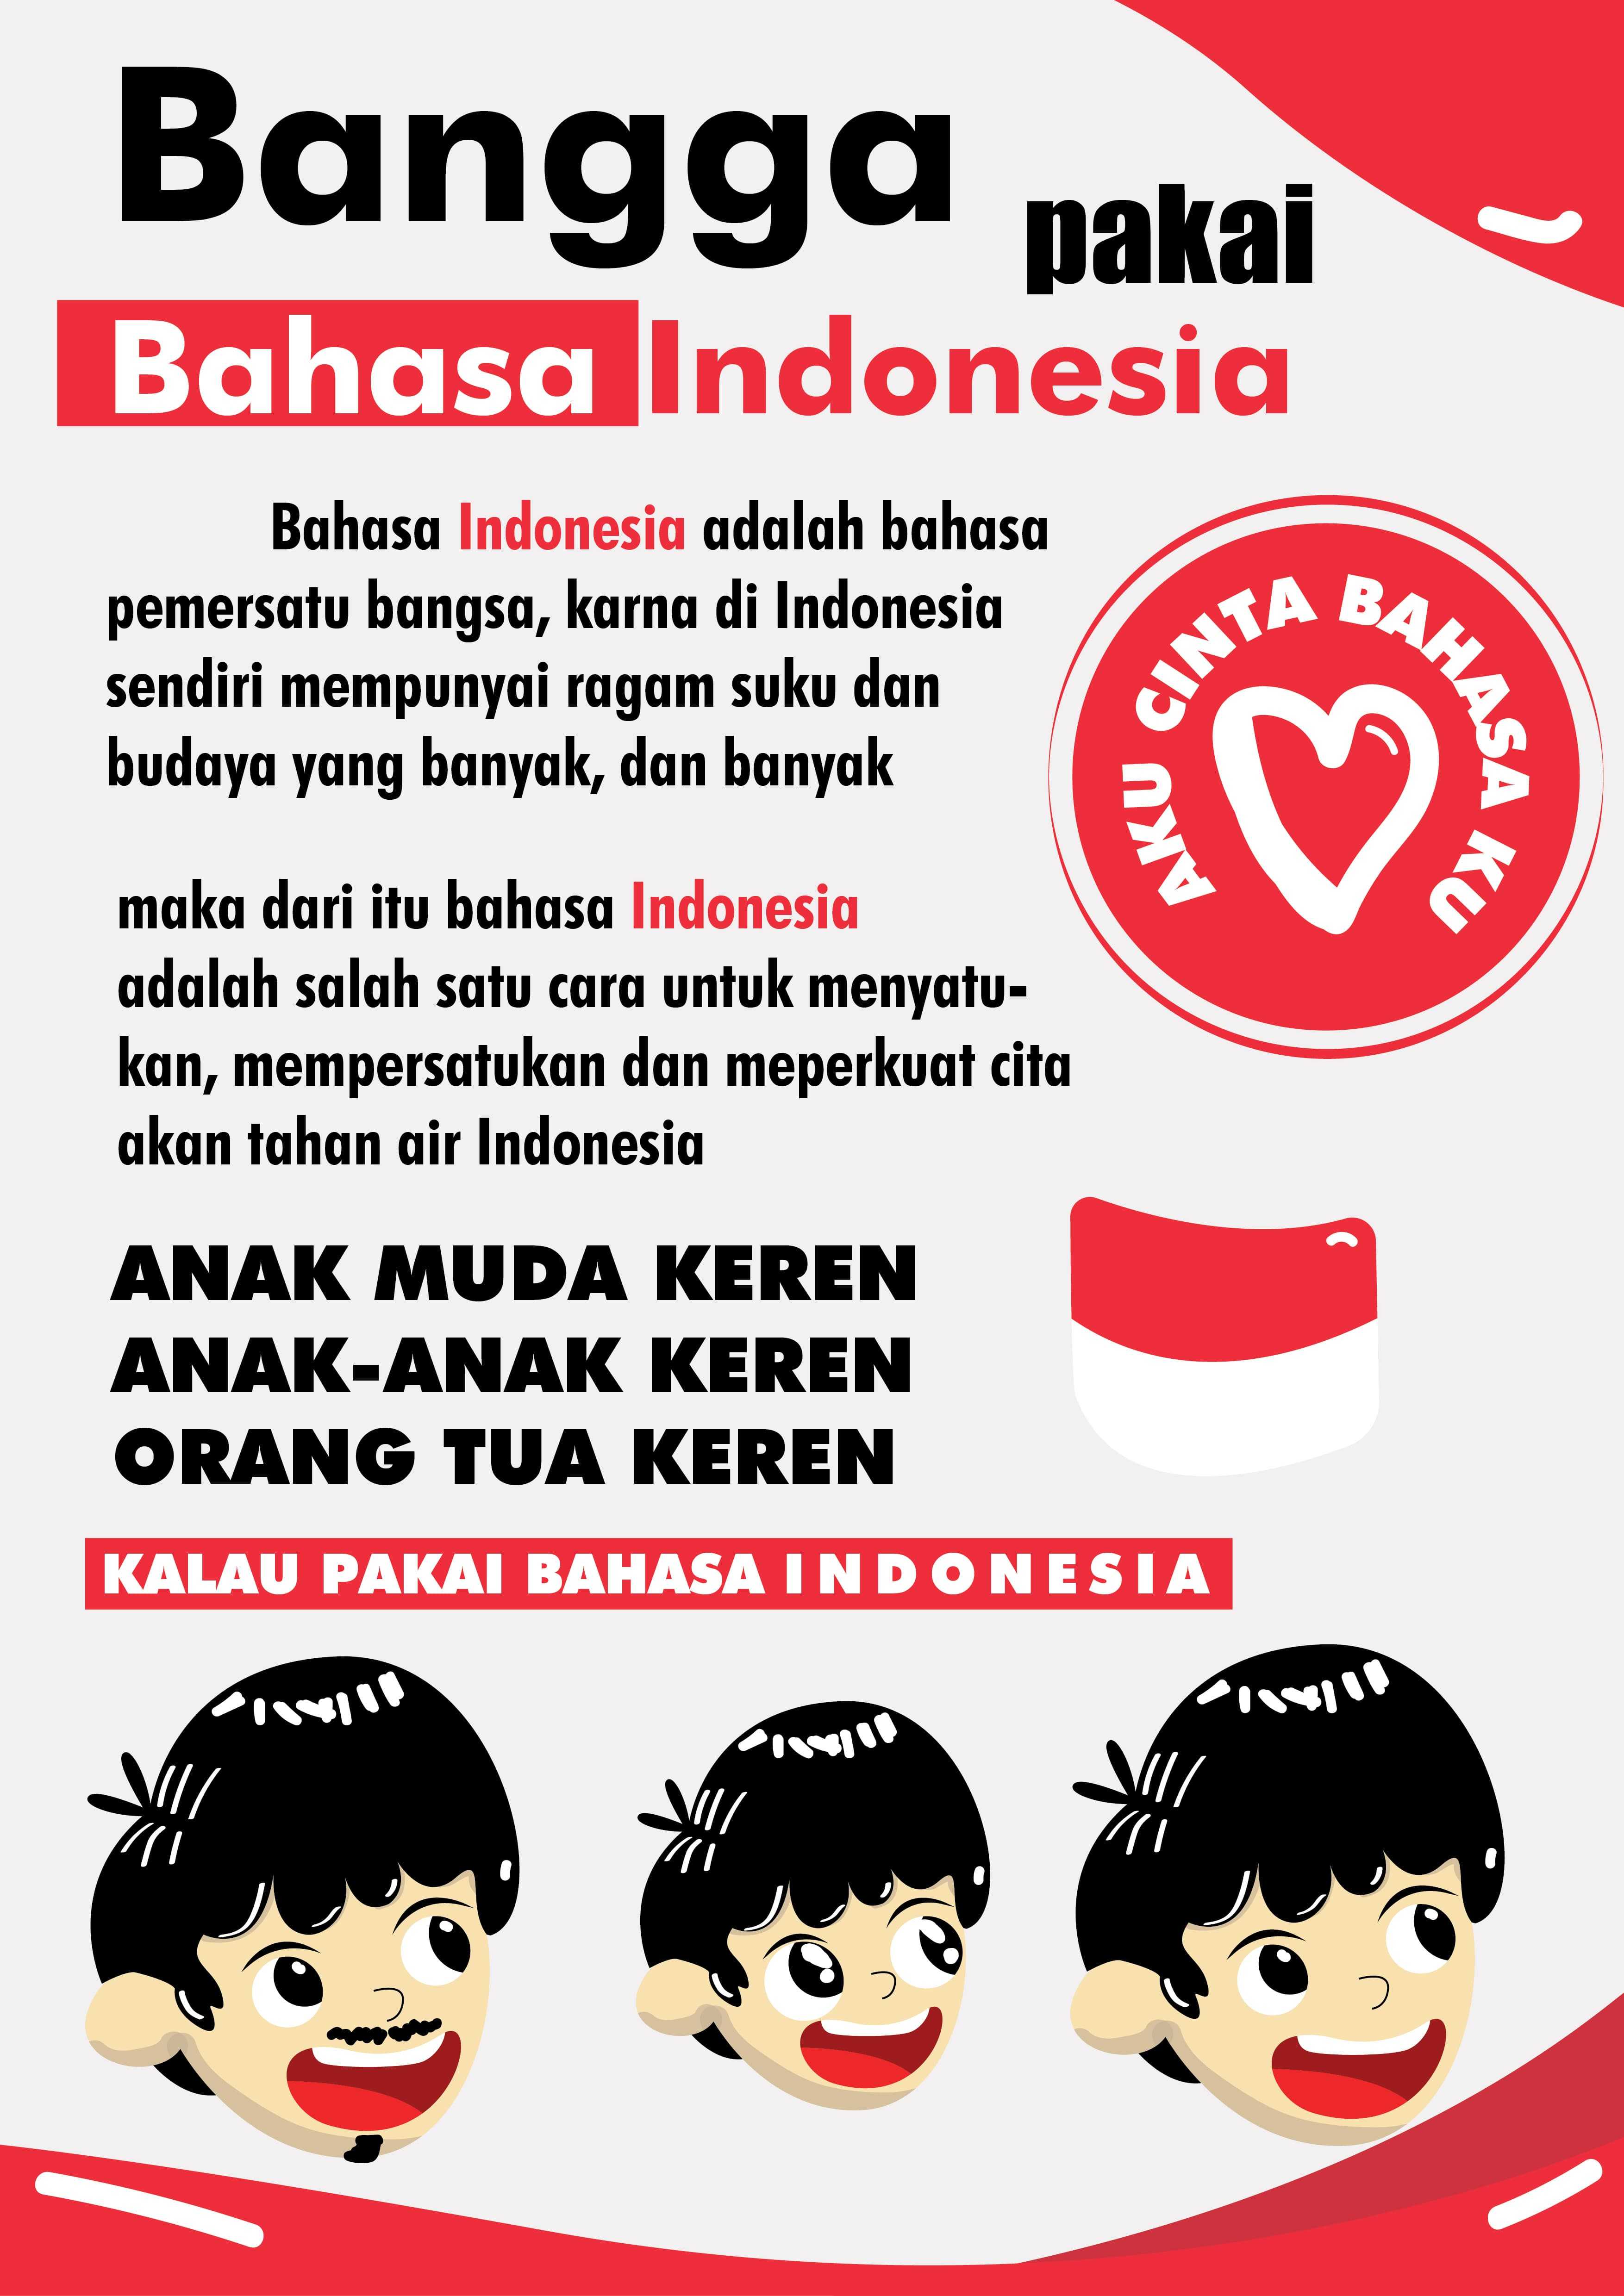 Bangga pakai
Bahasa Indonesia
Bahasa Indonesia adalah bahasa
pemersatu bangsa, karna di Indonesia
sendiri mempunyai ragam suku dan
budaya yang banyak, dan banyak
AKU CINTA BAHASA KU
maka dari itu bahasa Indonesia
adalah salah satu cara untuk menyatu-
kan, mempersatukan dan meperkuat cita
akan tahan air Indonesia
ANAK MUDA KEREN
ANAK-ANAK KEREN
ORANG TUA KEREN
KALAU PAKAI BAHASA INDONESIA